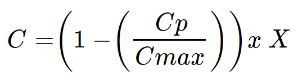 C = (1 - (Cp / Cmax)) x X